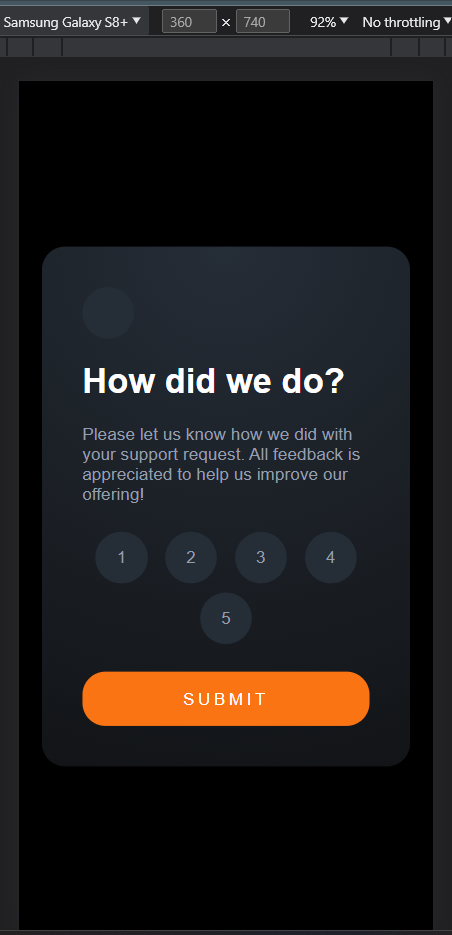 Samsung Galaxy S8+ 360 × 740 92% No throttling
How did we do?
Please let us know how we did with
your support request. All feedback is
appreciated to help us improve our
offering!
1 2 3 4
5
SUBMIT